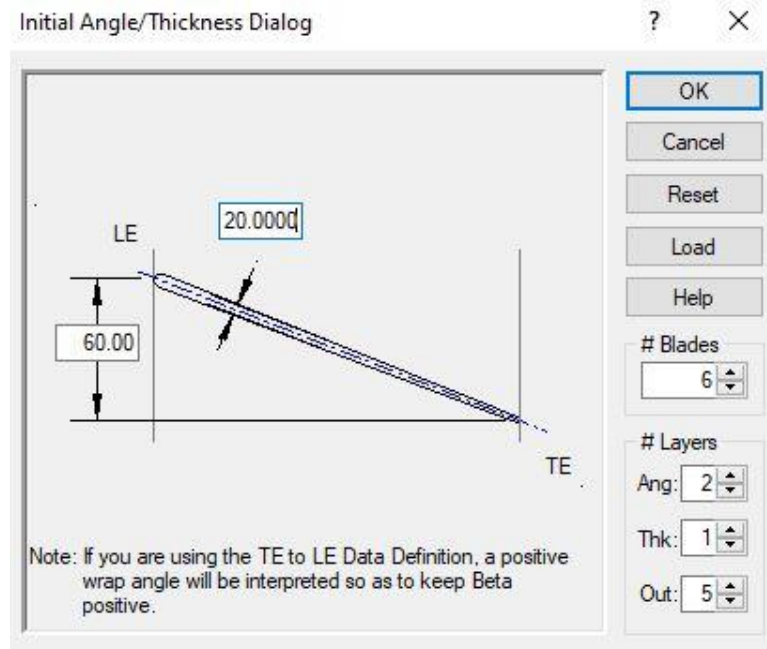 Initial Angle/Thickness Dialog
?
OK
Cancel
Reset
Load
Help
LE
20.0000
60.00
TE
# Blades
6
# Layers
Ang: 2
Thk: 1
Out: 5
Note: If you are using the TE to LE Data Definition, a positive
wrap angle will be interpreted so as to keep Beta
positive.